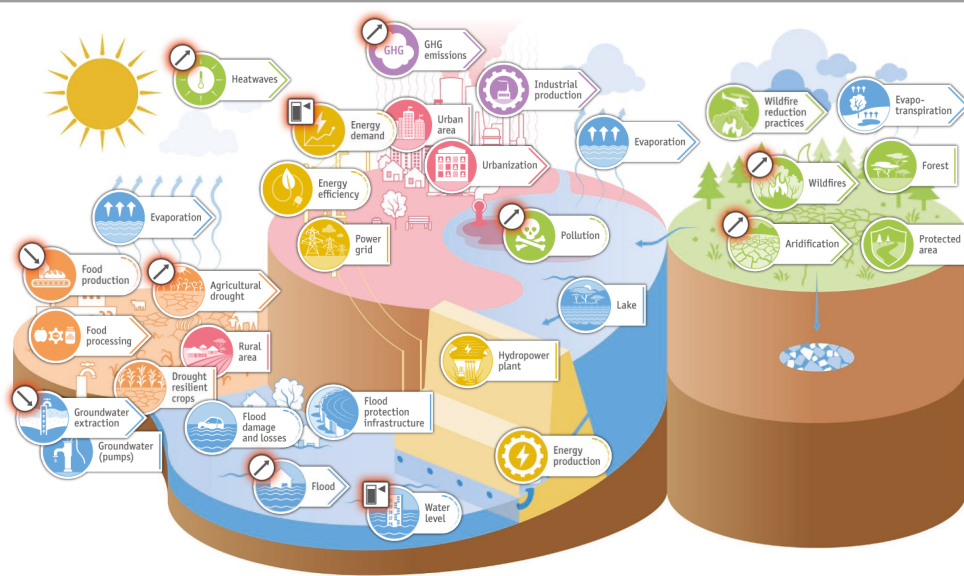 GHG
GHG
emissions
Heatwaves
Industrial
production
Energy
demand
Urban
area
Evaporation
Wildfire
reduction
practices
Evapo-
transpiration
Urbanization
Energy
efficiency
Wildfires
Forest
Evaporation
Power
grid
Pollution
Aridification
Protected
area
Food
production
Agricultural
drought
Lake
Food
processing
Rural
area
Hydropower
plant
Drought
resilient
crops
Groundwater
extraction
Flood
damage
and losses
Flood
protection
infrastructure
Groundwater
(pumps)
Energy
production
Flood
Water
level